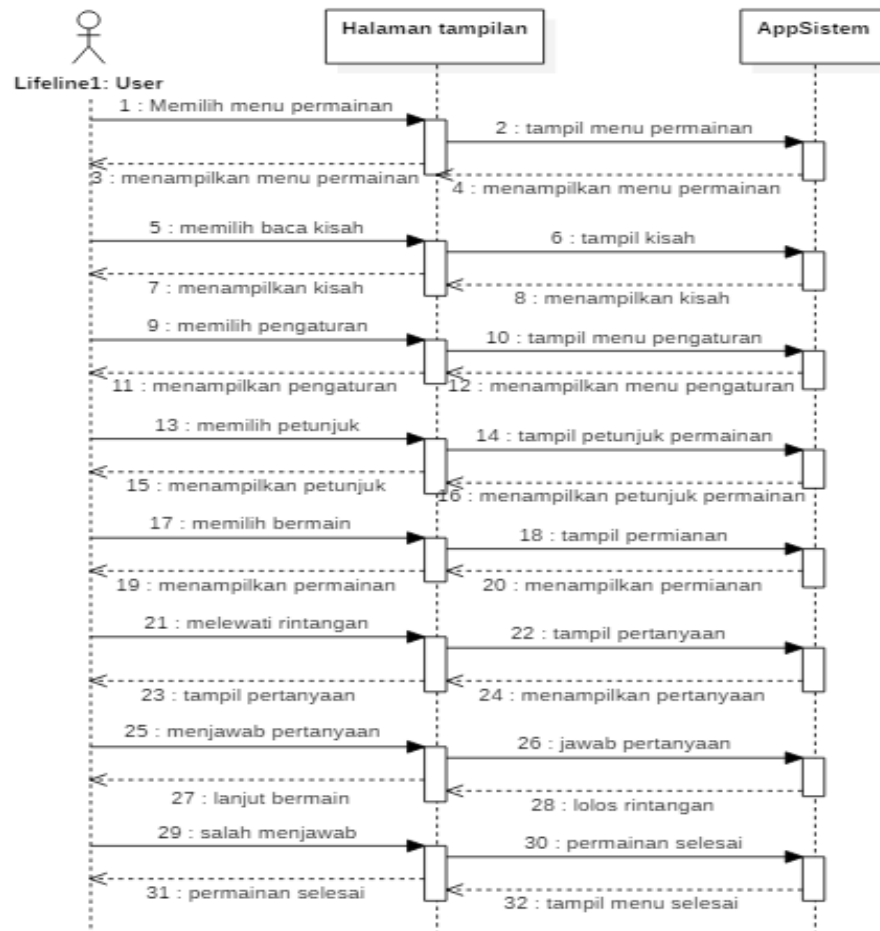 Halaman tampilan
AppSistem
Lifeline1: User
1 : Memilih menu permainan
2 : tampil menu permainan
3 : menampilkan menu permainan
4 : menampilkan menu permainan
5 : memilih baca kisah
6 : tampil kisah
7 : menampilkan kisah
8 : menampilkan kisah
9 : memilih pengaturan
10 : tampil menu pengaturan
11 : menampilkan pengaturan
12 : menampilkan menu pengaturan
13 : memilih petunjuk
14 : tampil petunjuk permainan
15 : menampilkan petunjuk
16 : menampilkan petunjuk permainan
17 : memilih bermain
18 : tampil permianan
19 : menampilkan permainan
20 : menampilkan permianan
21 : melewati rintangan
22 : tampil pertanyaan
23 : tampil pertanyaan
24 : menampilkan pertanyaan
25 : menjawab pertanyaan
26 : jawab pertanyaan
27 : lanjut bermain
28 : lolos rintangan
29 : salah menjawab
30 : permainan selesai
31 : permainan selesai
32 : tampil menu selesai